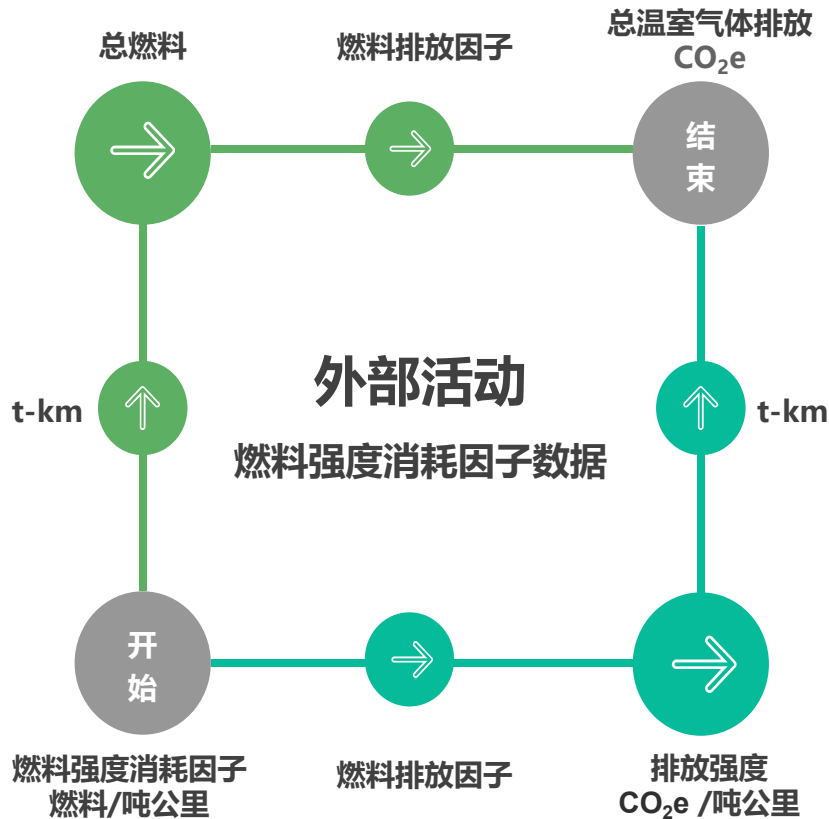 总燃料
燃料排放因子
总温室气体排放
CO₂e
结
束
外部活动
t-km
t-km
燃料强度消耗因子数据
开
始
燃料强度消耗因子
燃料/吨公里
燃料排放因子
排放强度
CO₂e /吨公里